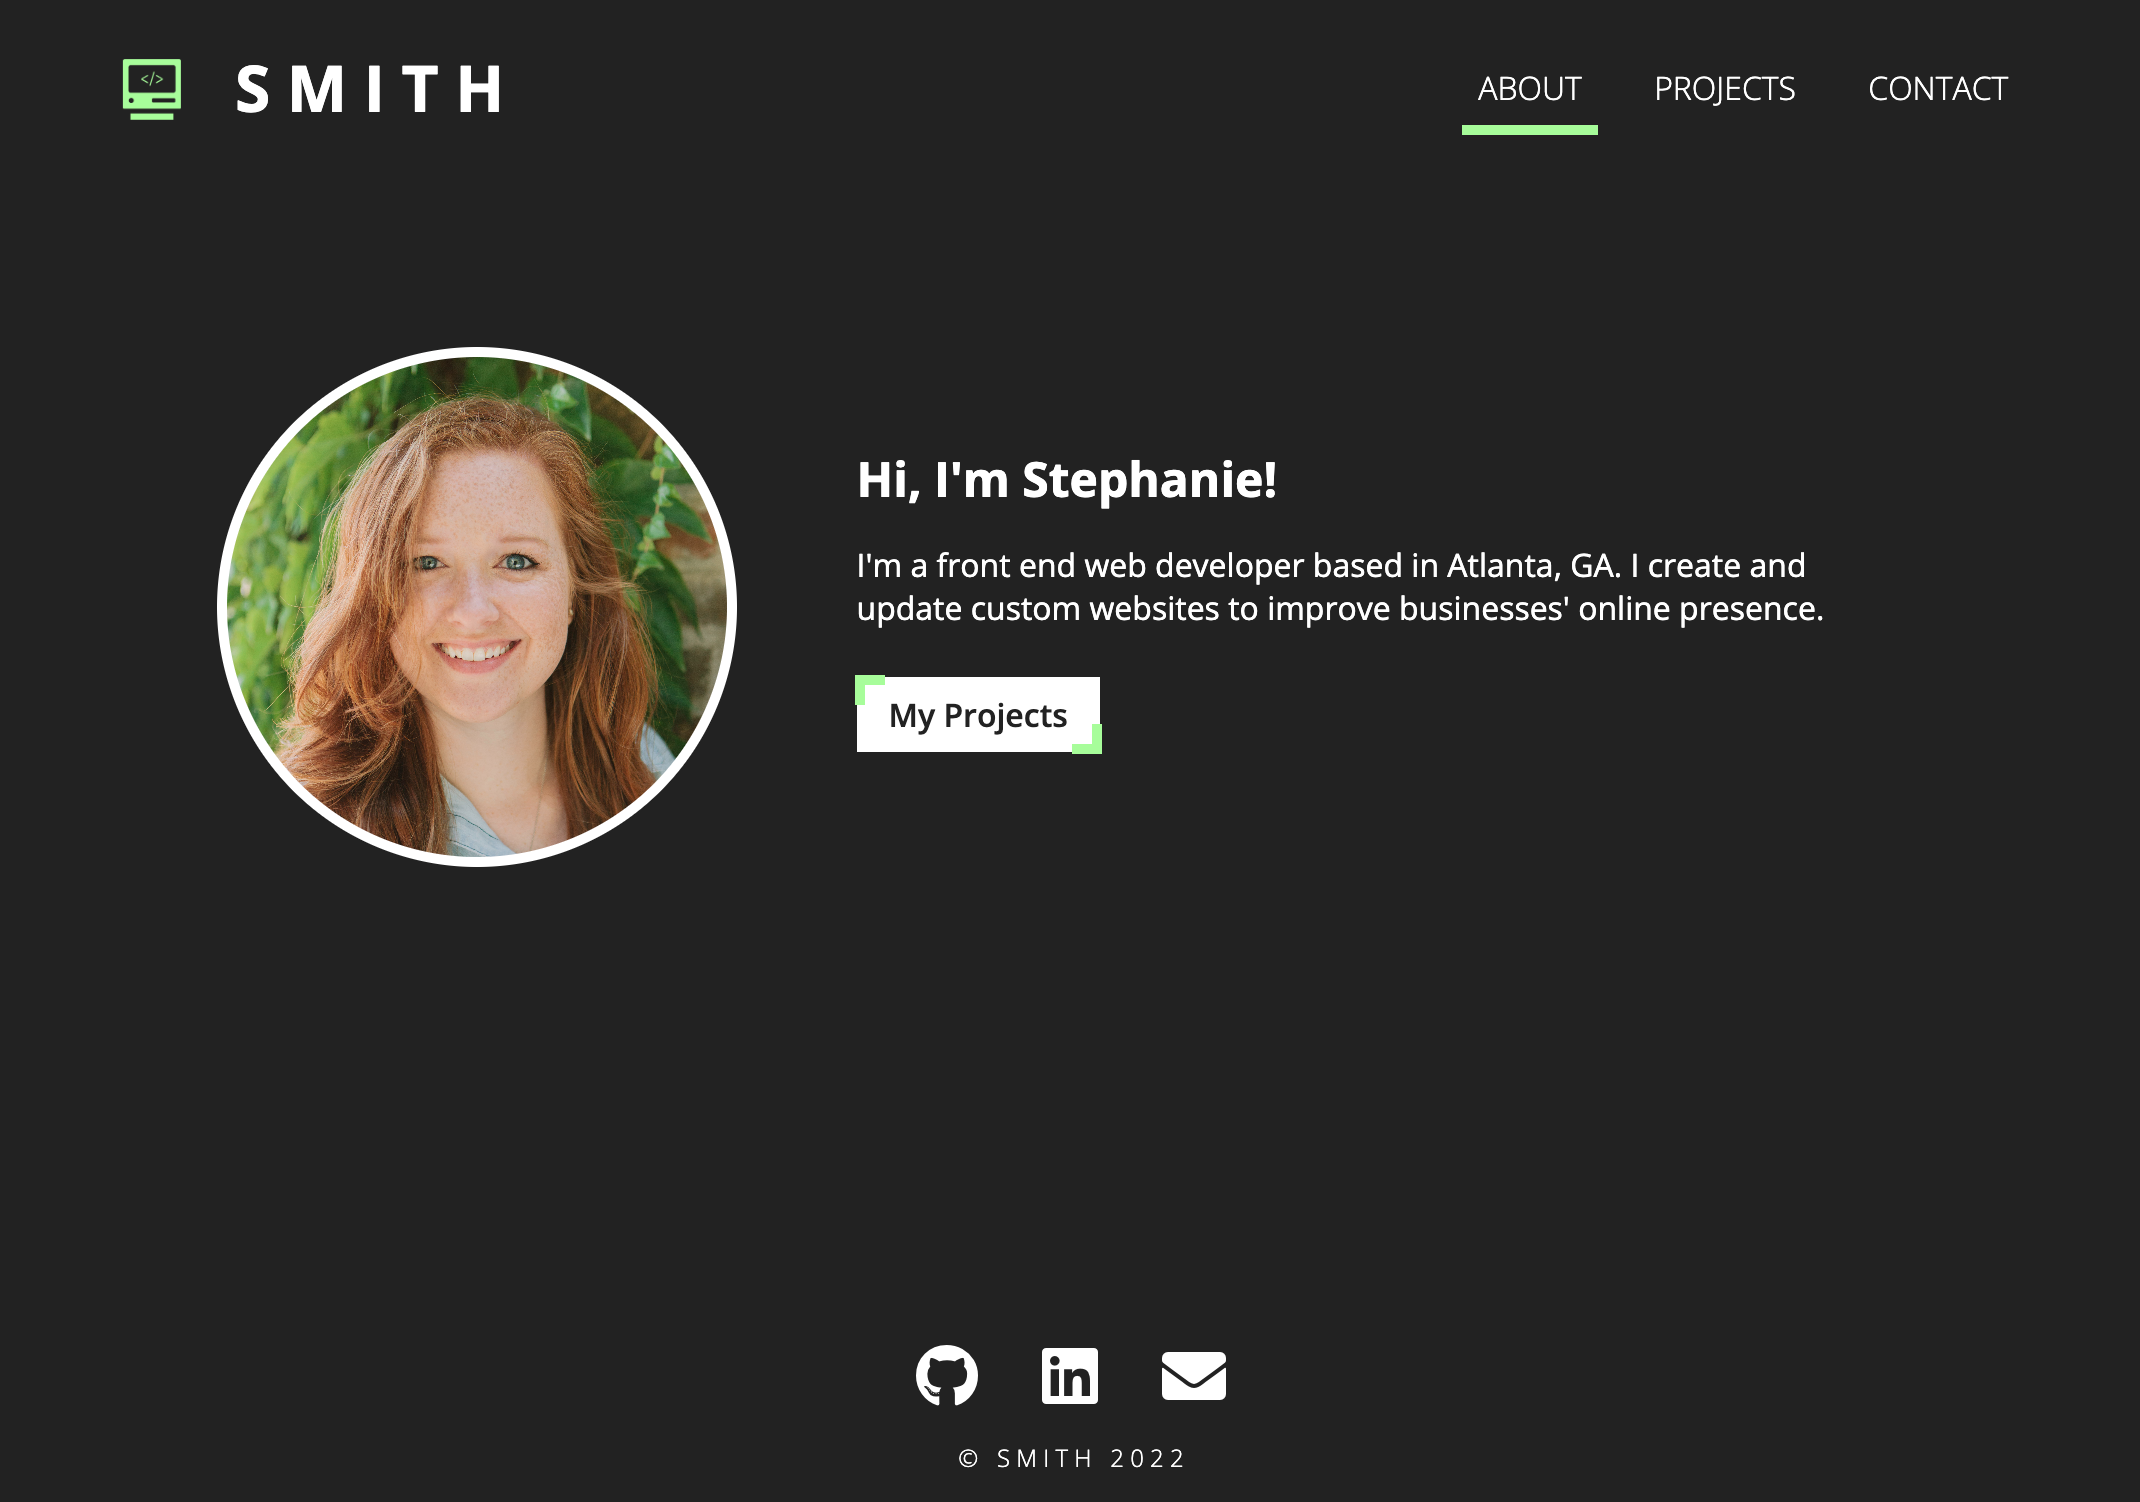 </>
SMITH
ABOUT PROJECTS CONTACT
Hi, I'm Stephanie!
I'm a front end web developer based in Atlanta, GA. I create and
update custom websites to improve businesses' online presence.
My Projects
in
© SMITH 2022